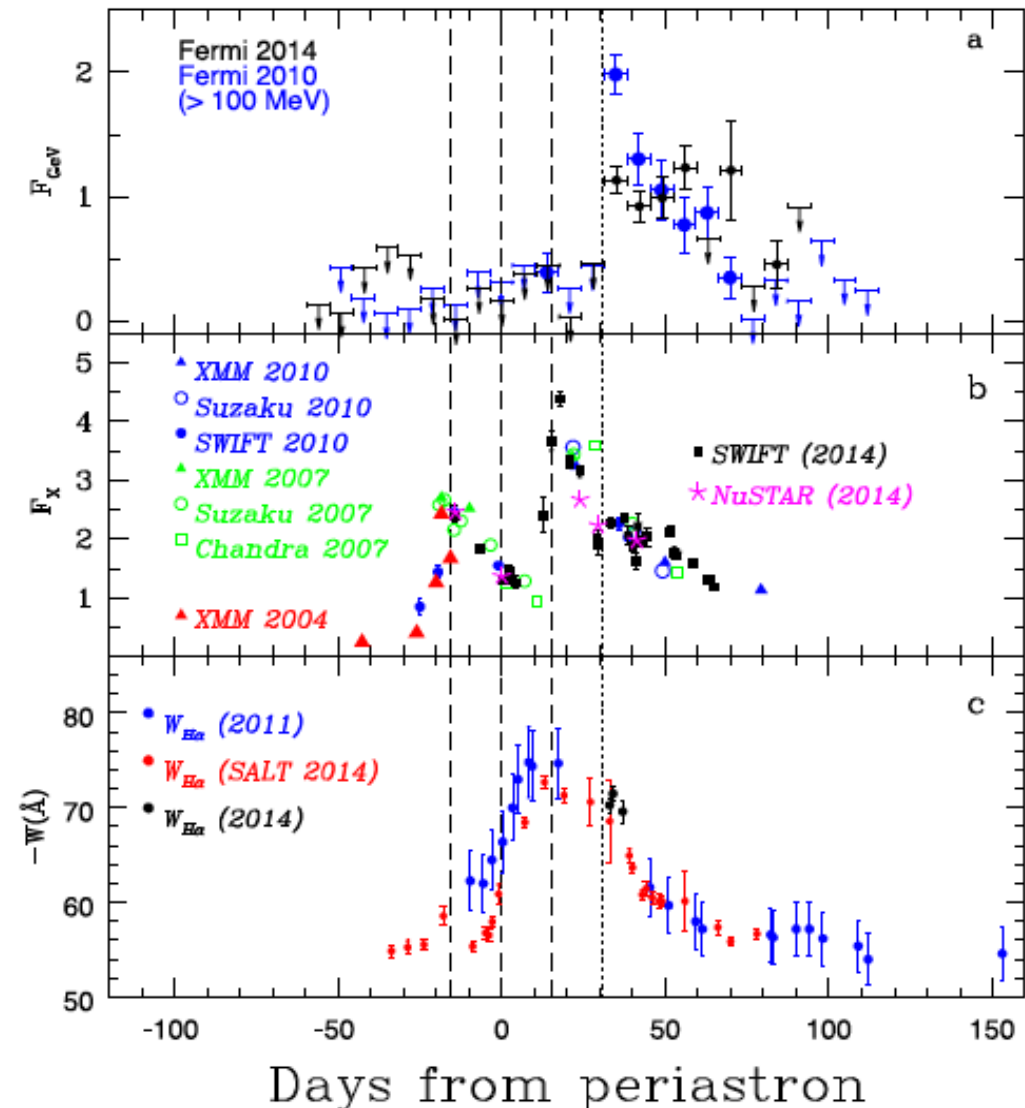 Fermi 2014
Fermi 2010
(> 100 MeV)
a
F_GeV
2
1
0
XMM 2010
Suzaku 2010
SWIFT 2010
XMM 2007
Suzaku 2007
Chandra 2007
XMM 2004
b
SWIFT (2014)
NuSTAR (2014)
F_X
5
4
3
2
1
W_Hα (2011)
W_Hα (SALT 2014)
W_Hα (2014)
c
-W(Å)
80
70
60
50
-100 -50 0 50 100 150
Days from periastron